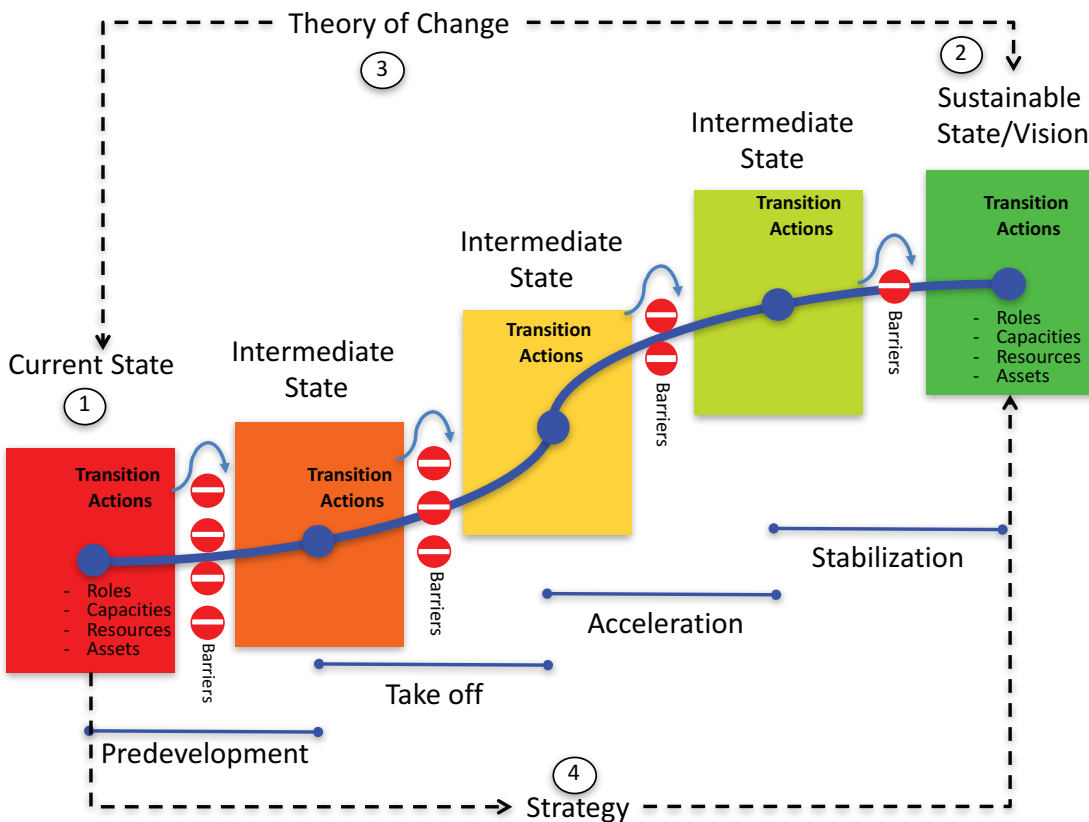 Theory of Change
3
2
Sustainable
State/Vision
Intermediate
State
Transition
Actions
Transition
Actions
Intermediate
State
Transition
Actions
Barriers
Barriers
- Roles
- Capacities
- Resources
- Assets
Current State
1
Intermediate
State
Transition
Actions
Transition
Actions
Barriers
Barriers
- Roles
- Capacities
- Resources
- Assets
Stabilization
Acceleration
Take off
Predevelopment
4
Strategy